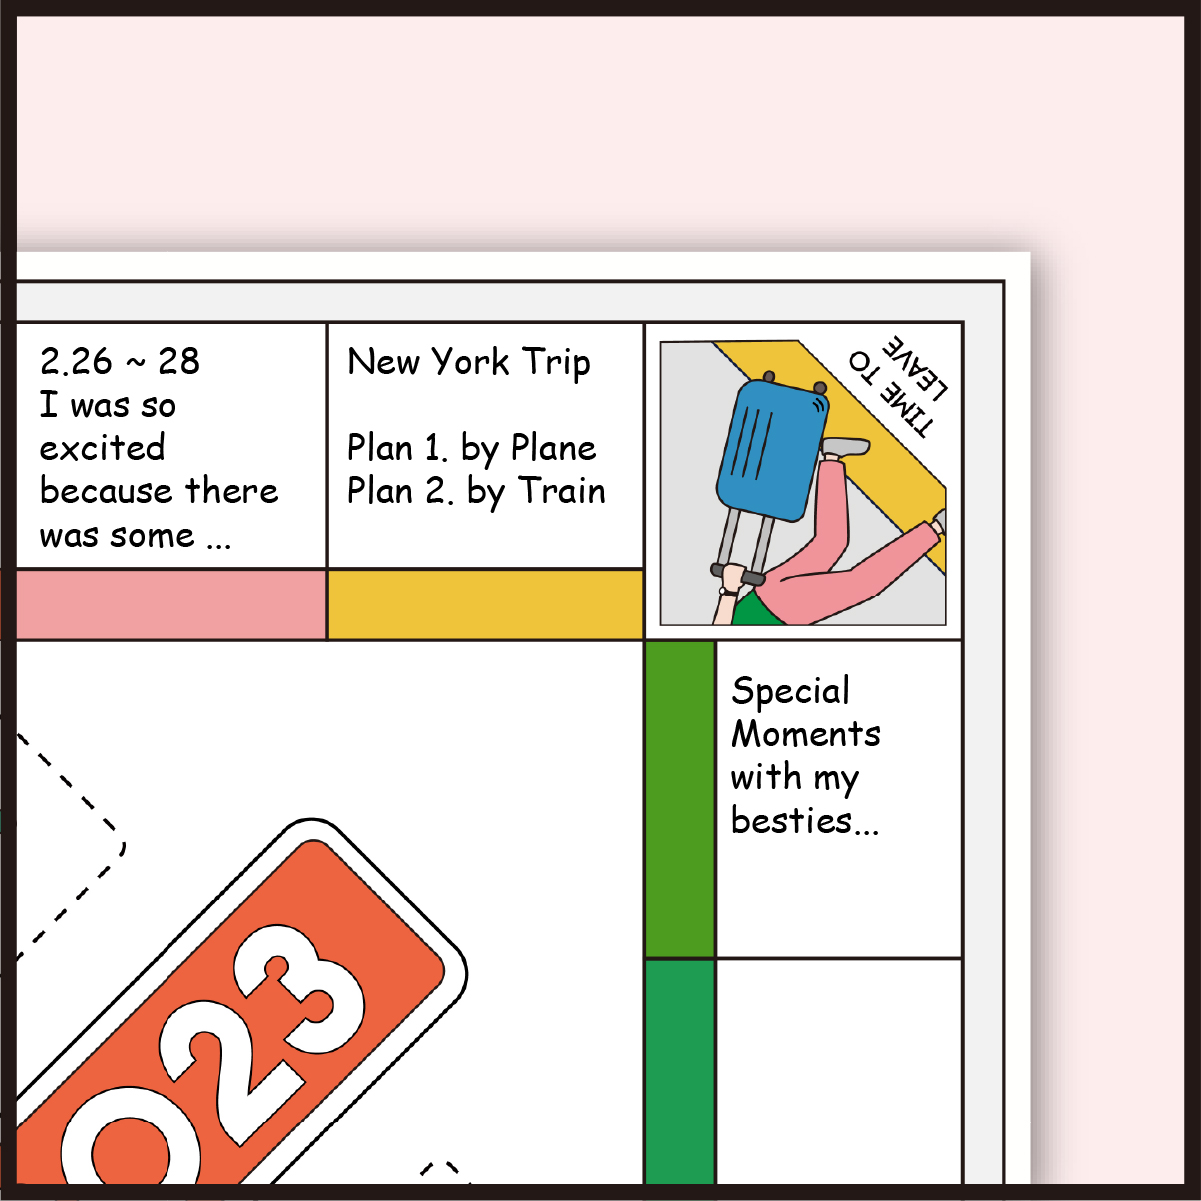 2.26 ~ 28
I was so
excited
because there
was some ...
New York Trip
Plan 1. by Plane
Plan 2. by Train
TIME TO
LEAVE
Special
Moments
with my
besties...
023